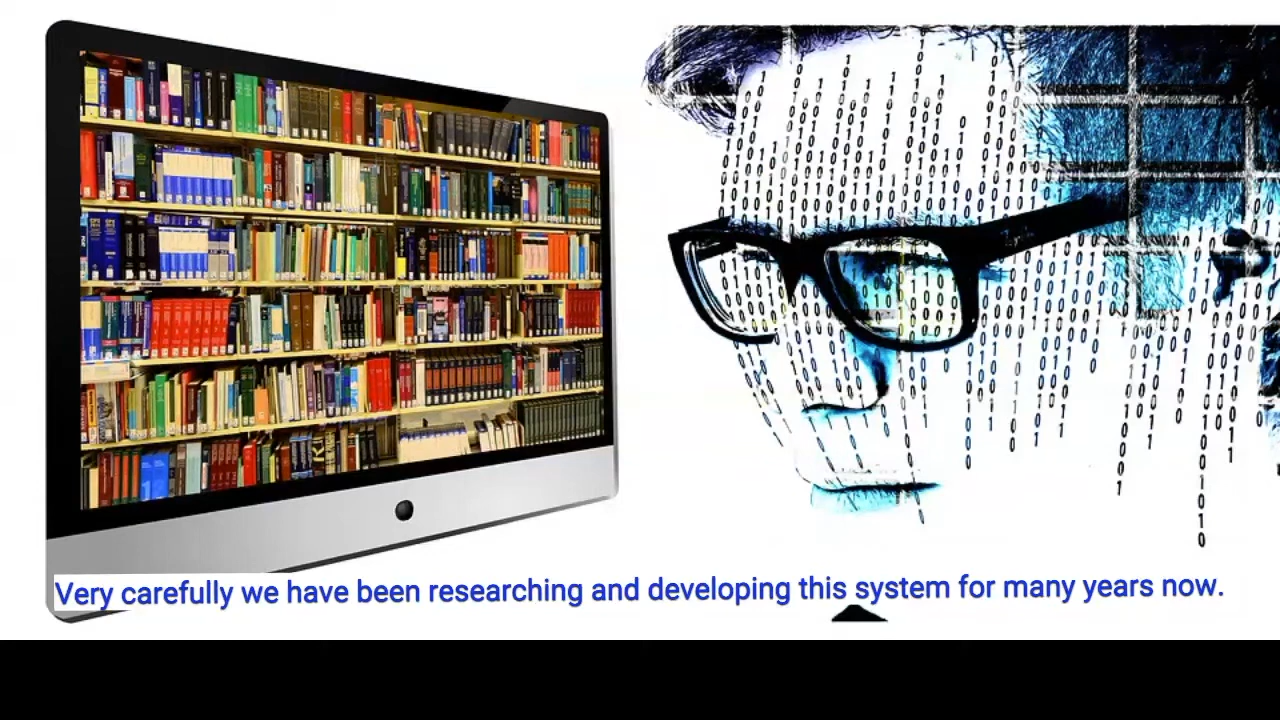 Very carefully we have been researching and developing this system for many years now.